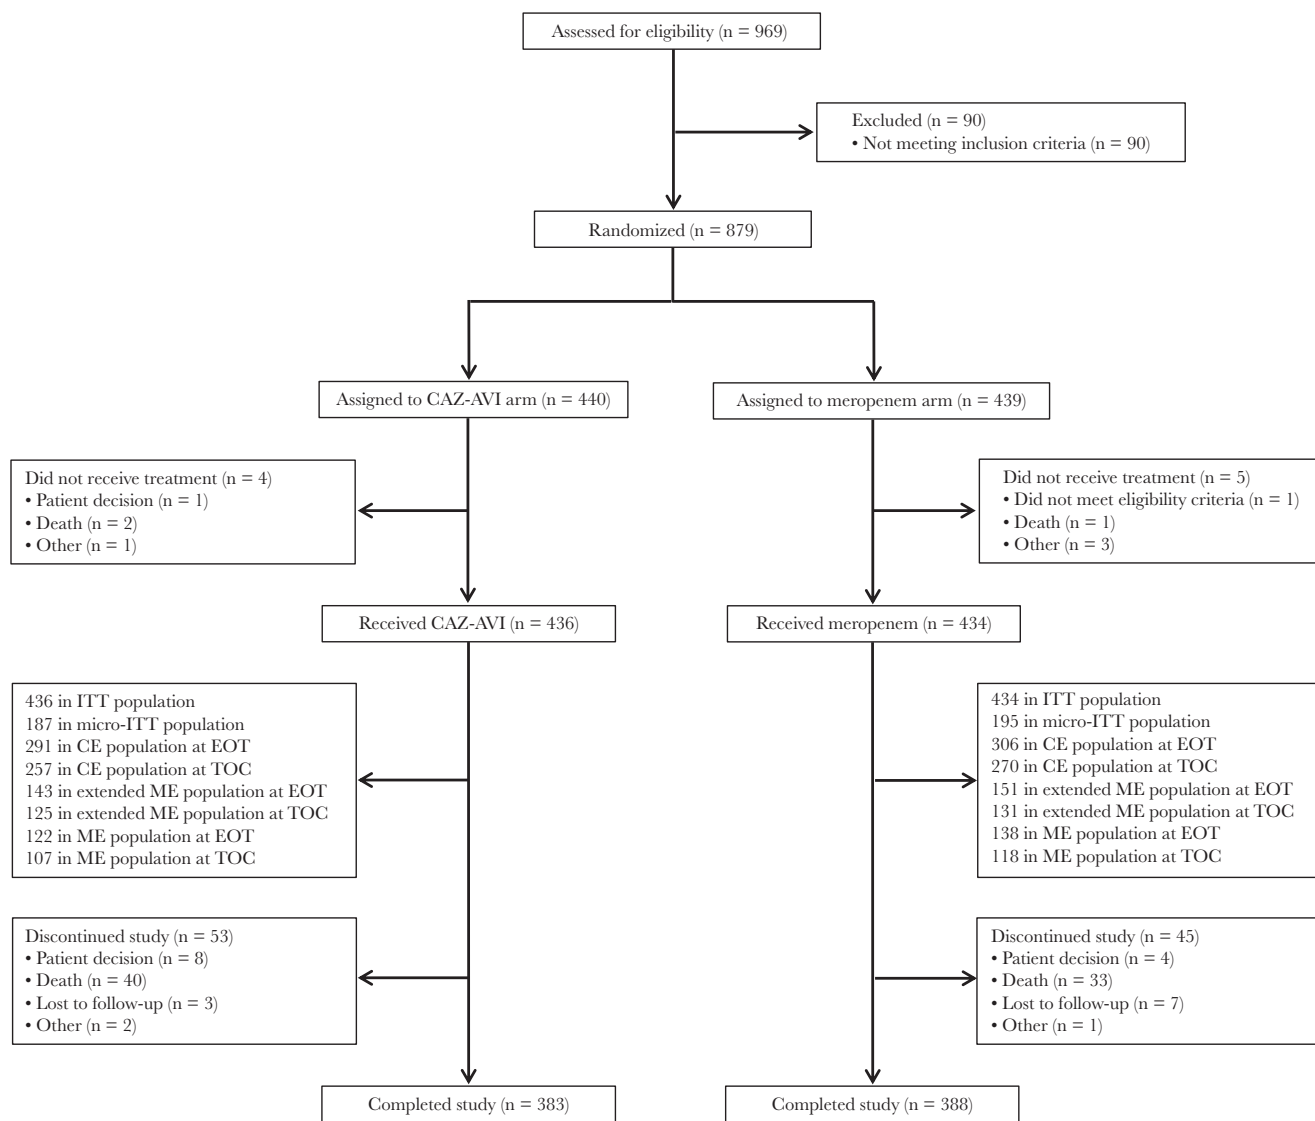 Assessed for eligibility (n = 969)
Excluded (n = 90)
• Not meeting inclusion criteria (n = 90)
Randomized (n = 879)
Assigned to CAZ-AVI arm (n = 440)
Assigned to meropenem arm (n = 439)
Did not receive treatment (n = 4)
• Patient decision (n = 1)
• Death (n = 2)
• Other (n = 1)
Did not receive treatment (n = 5)
• Did not meet eligibility criteria (n = 1)
• Death (n = 1)
• Other (n = 3)
Received CAZ-AVI (n = 436)
Received meropenem (n = 434)
436 in ITT population
187 in micro-ITT population
291 in CE population at EOT
257 in CE population at TOC
143 in extended ME population at EOT
125 in extended ME population at TOC
122 in ME population at EOT
107 in ME population at TOC
434 in ITT population
195 in micro-ITT population
306 in CE population at EOT
270 in CE population at TOC
151 in extended ME population at EOT
131 in extended ME population at TOC
138 in ME population at EOT
118 in ME population at TOC
Discontinued study (n = 53)
• Patient decision (n = 8)
• Death (n = 40)
• Lost to follow-up (n = 3)
• Other (n = 2)
Discontinued study (n = 45)
• Patient decision (n = 4)
• Death (n = 33)
• Lost to follow-up (n = 7)
• Other (n = 1)
Completed study (n = 383)
Completed study (n = 388)